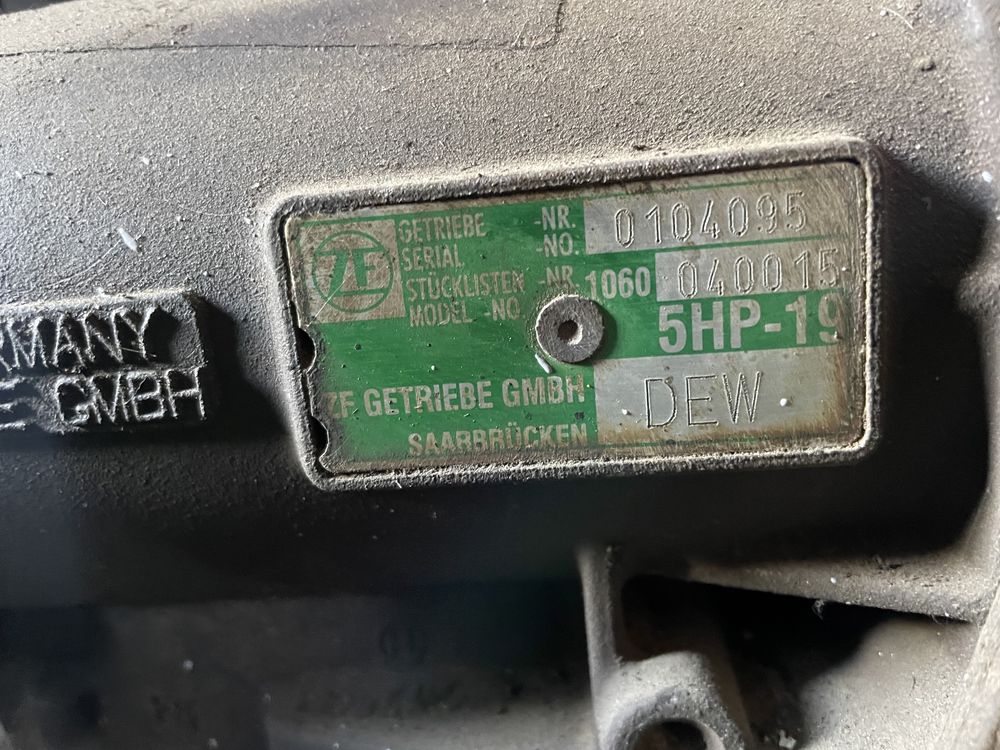 ZF
GETRIEBE -NR. 0104095
SERIAL -NO.
STÜCKLISTEN -NR. 1060 040015
MODEL -NO
5HP-19
ZF GETRIEBE GMBH DEW
SAARBRÜCKEN
GMBH